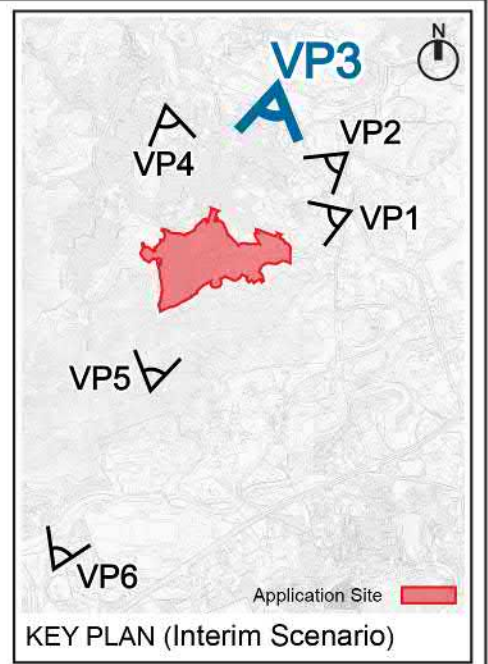 N
VP3
VP2
VP4
VP1
VP5
VP6
Application Site
KEY PLAN (Interim Scenario)